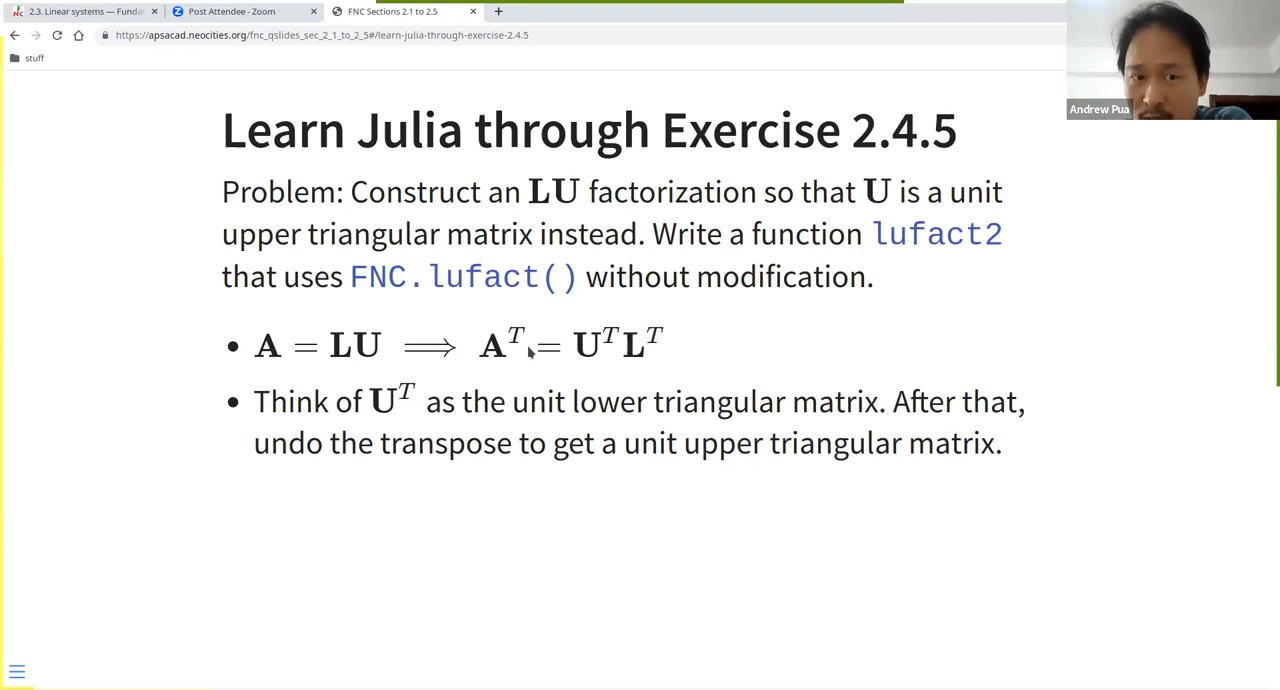 2.3. Linear systems — Funda
Post Attendee - Zoom
FNC Sections 2.1 to 2.5
https://apsacad.neocities.org/fnc_qslides_sec_2_1_to_2_5#/learn-julia-through-exercise-2.4.5
stuff
Andrew Pua
Learn Julia through Exercise 2.4.5
Problem: Construct an LU factorization so that U is a unit
upper triangular matrix instead. Write a function lufact2
that uses FNC.lufact() without modification.
• A = LU ⟹ Aᵀ = UᵀLᵀ
• Think of Uᵀ as the unit lower triangular matrix. After that,
undo the transpose to get a unit upper triangular matrix.